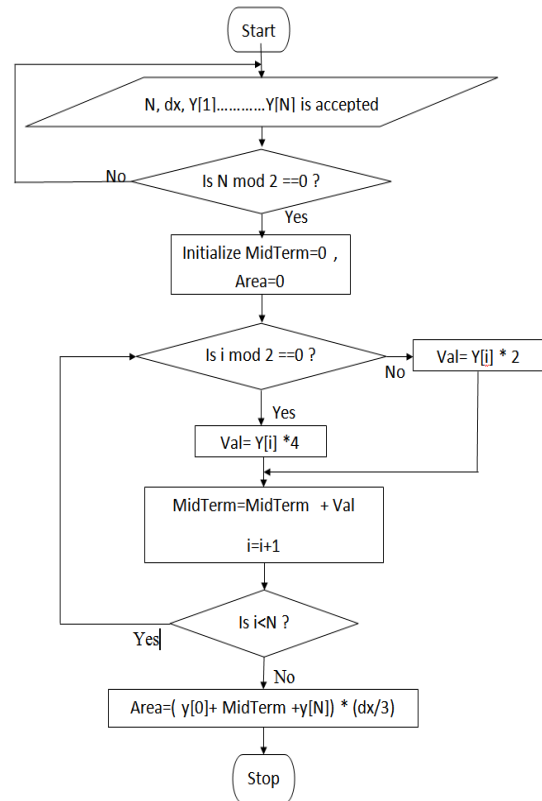 Start
N, dx, Y[1]............Y[N] is accepted
No
Is N mod 2 ==0 ?
Yes
Initialize MidTerm=0 ,
Area=0
Is i mod 2 ==0 ?
No
Val= Y[i] * 2
Yes
Val= Y[i] *4
MidTerm=MidTerm + Val
i=i+1
Is i<N ?
Yes
No
Area=( y[0]+ MidTerm +y[N]) * (dx/3)
Stop